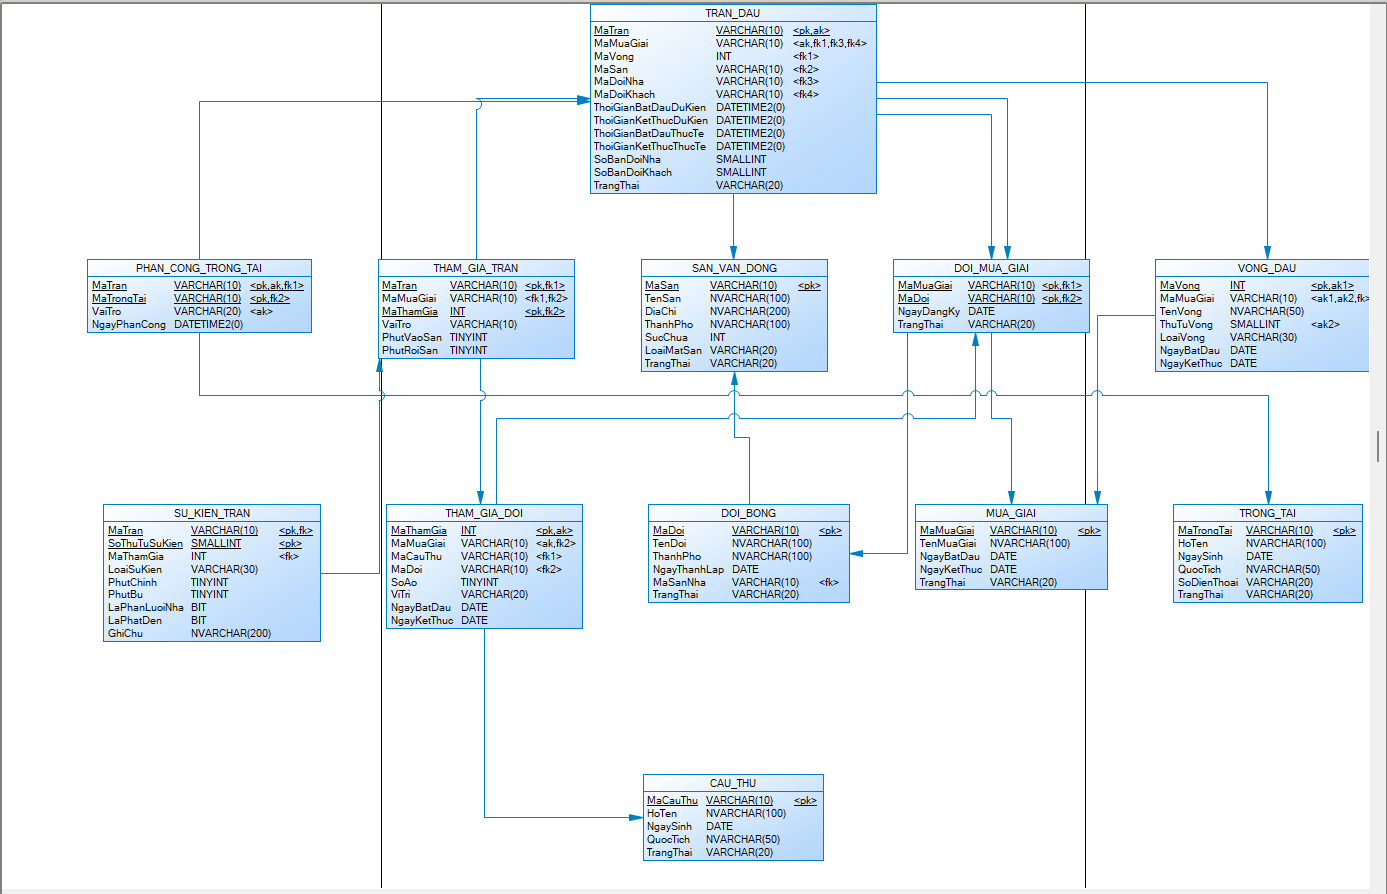 TRAN_DAU
MaTran VARCHAR(10) <pk,ak>
MaMuaGiai VARCHAR(10) <ak,fk1,fk3,fk4>
MaVong INT <fk1>
MaSan VARCHAR(10) <fk2>
MaDoiNha VARCHAR(10) <fk3>
MaDoiKhach VARCHAR(10) <fk4>
ThoiGianBatDauDuKien DATETIME2(0)
ThoiGianKetThucDuKien DATETIME2(0)
ThoiGianBatDauThucTe DATETIME2(0)
ThoiGianKetThucThucTe DATETIME2(0)
SoBanDoiNha SMALLINT
SoBanDoiKhach SMALLINT
TrangThai VARCHAR(20)
PHAN_CONG_TRONG_TAI
MaTran VARCHAR(10) <pk,ak,fk1>
MaTrongTai VARCHAR(10) <pk,fk2>
VaiTro VARCHAR(20) <ak>
NgayPhanCong DATETIME2(0)
THAM_GIA_TRAN
MaTran VARCHAR(10) <pk,fk1>
MaMuaGiai VARCHAR(10) <fk1,fk2>
MaThamGia INT <pk,fk2>
VaiTro VARCHAR(10)
PhutVaoSan TINYINT
PhutRoiSan TINYINT
SAN_VAN_DONG
MaSan VARCHAR(10) <pk>
TenSan NVARCHAR(100)
DiaChi NVARCHAR(200)
ThanhPho NVARCHAR(100)
SucChua INT
LoaiMatSan VARCHAR(20)
TrangThai VARCHAR(20)
DOI_MUA_GIAI
MaMuaGiai VARCHAR(10) <pk,fk1>
MaDoi VARCHAR(10) <pk,fk2>
NgayDangKy DATE
TrangThai VARCHAR(20)
VONG_DAU
MaVong INT <pk,ak1>
MaMuaGiai VARCHAR(10) <ak1,ak2,fk>
TenVong NVARCHAR(50)
ThuTuVong SMALLINT <ak2>
LoaiVong VARCHAR(30)
NgayBatDau DATE
NgayKetThuc DATE
SU_KIEN_TRAN
MaTran VARCHAR(10) <pk,fk>
SoThuTuSuKien SMALLINT <pk>
MaThamGia INT <fk>
LoaiSuKien VARCHAR(30)
PhutChinh TINYINT
PhutBu TINYINT
LaPhanLuoiNha BIT
LaPhatDen BIT
GhiChu NVARCHAR(200)
THAM_GIA_DOI
MaThamGia INT <pk,ak>
MaMuaGiai VARCHAR(10) <ak,fk2>
MaCauThu VARCHAR(10) <fk1>
MaDoi VARCHAR(10) <fk2>
SoAo TINYINT
ViTri VARCHAR(20)
NgayBatDau DATE
NgayKetThuc DATE
DOI_BONG
MaDoi VARCHAR(10) <pk>
TenDoi NVARCHAR(100)
ThanhPho NVARCHAR(100)
NgayThanhLap DATE
MaSanNha VARCHAR(10) <fk>
TrangThai VARCHAR(20)
MUA_GIAI
MaMuaGiai VARCHAR(10) <pk>
TenMuaGiai NVARCHAR(100)
NgayBatDau DATE
NgayKetThuc DATE
TrangThai VARCHAR(20)
TRONG_TAI
MaTrongTai VARCHAR(10) <pk>
HoTen NVARCHAR(100)
NgaySinh DATE
QuocTich NVARCHAR(50)
SoDienThoai VARCHAR(20)
TrangThai VARCHAR(20)
CAU_THU
MaCauThu VARCHAR(10) <pk>
HoTen NVARCHAR(100)
NgaySinh DATE
QuocTich NVARCHAR(50)
TrangThai VARCHAR(20)